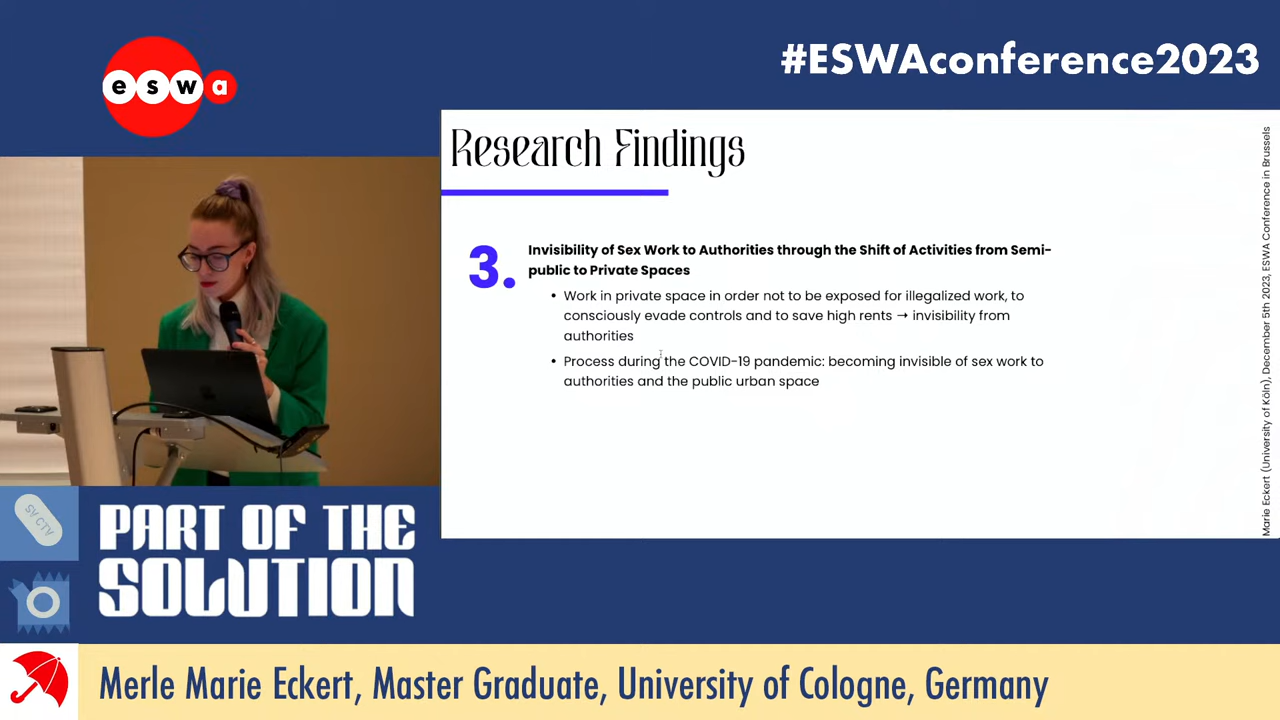 eswa
#ESWAconference2023
Research Findings
3.
Invisibility of Sex Work to Authorities through the Shift of Activities from Semi-
public to Private Spaces
• Work in private space in order not to be exposed for illegalized work, to
consciously evade controls and to save high rents → invisibility from
authorities
• Process during the COVID-19 pandemic: becoming invisible of sex work to
authorities and the public urban space
Marie Eckert (University of Köln), December 5th 2023, ESWA Conference in Brussels
PART OF THE
SOLUTION
Merle Marie Eckert, Master Graduate, University of Cologne, Germany